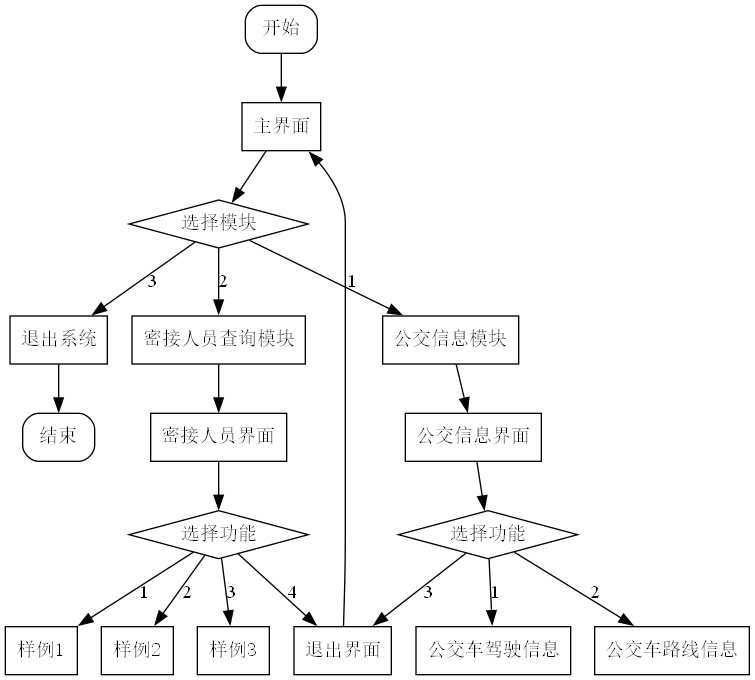 开始
主界面
选择模块
3
2
1
退出系统
密接人员查询模块
公交信息模块
结束
密接人员界面
公交信息界面
选择功能
选择功能
1
2
3
4
3
1
2
样例1
样例2
样例3
退出界面
公交车驾驶信息
公交车路线信息